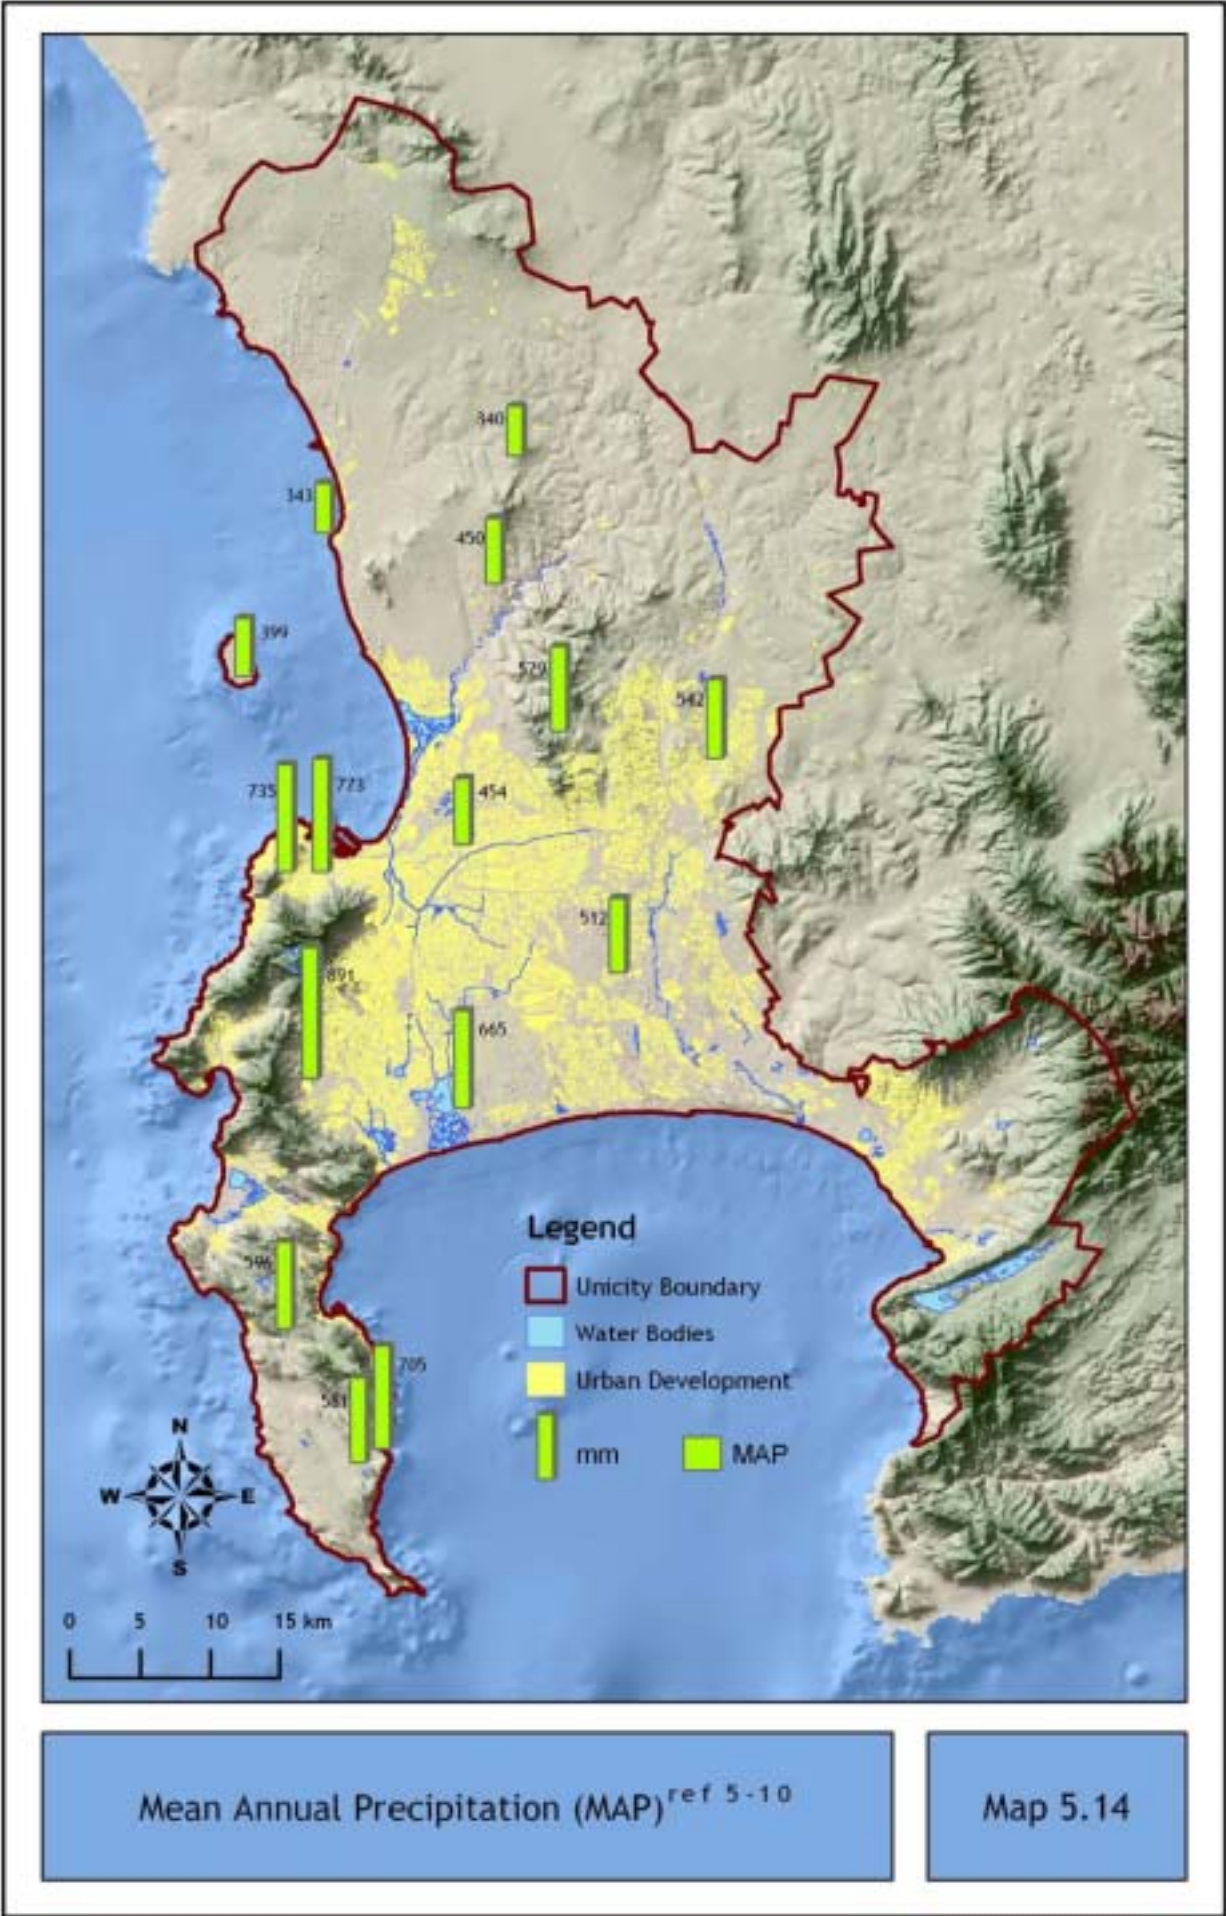 340
343
450
399
529
542
735
773
454
512
891
665
Legend
Unicity Boundary
Water Bodies
Urban Development
mm MAP
596
705
581
N
W E
S
0 5 10 15 km
Mean Annual Precipitation (MAP) ref 5-10
Map 5.14